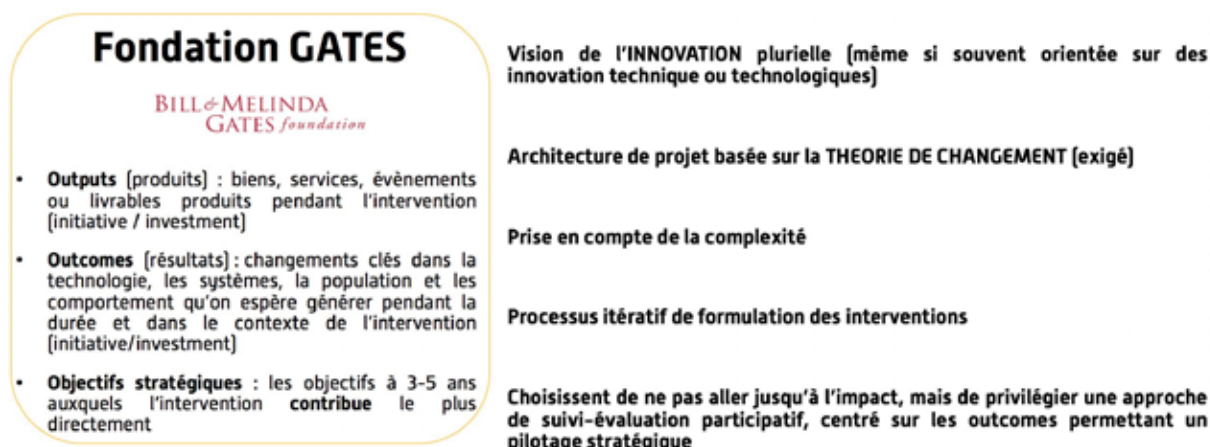 Fondation GATES
BILL & MELINDA
GATES foundation
• Outputs (produits) : biens, services, évènements
ou livrables produits pendant l'intervention
(initiative / investment)
• Outcomes (résultats) : changements clés dans la
technologie, les systèmes, la population et les
comportement qu'on espère générer pendant la
durée et dans le contexte de l'intervention
(initiative/investment)
• Objectifs stratégiques : les objectifs à 3-5 ans
auxquels l'intervention contribue le plus
directement
Vision de l'INNOVATION plurielle (même si souvent orientée sur des
innovation technique ou technologiques)
Architecture de projet basée sur la THEORIE DE CHANGEMENT (exigé)
Prise en compte de la complexité
Processus itératif de formulation des interventions
Choisissent de ne pas aller jusqu'à l'impact, mais de privilégier une approche
de suivi-évaluation participatif, centré sur les outcomes permettant un
pilotage stratégique